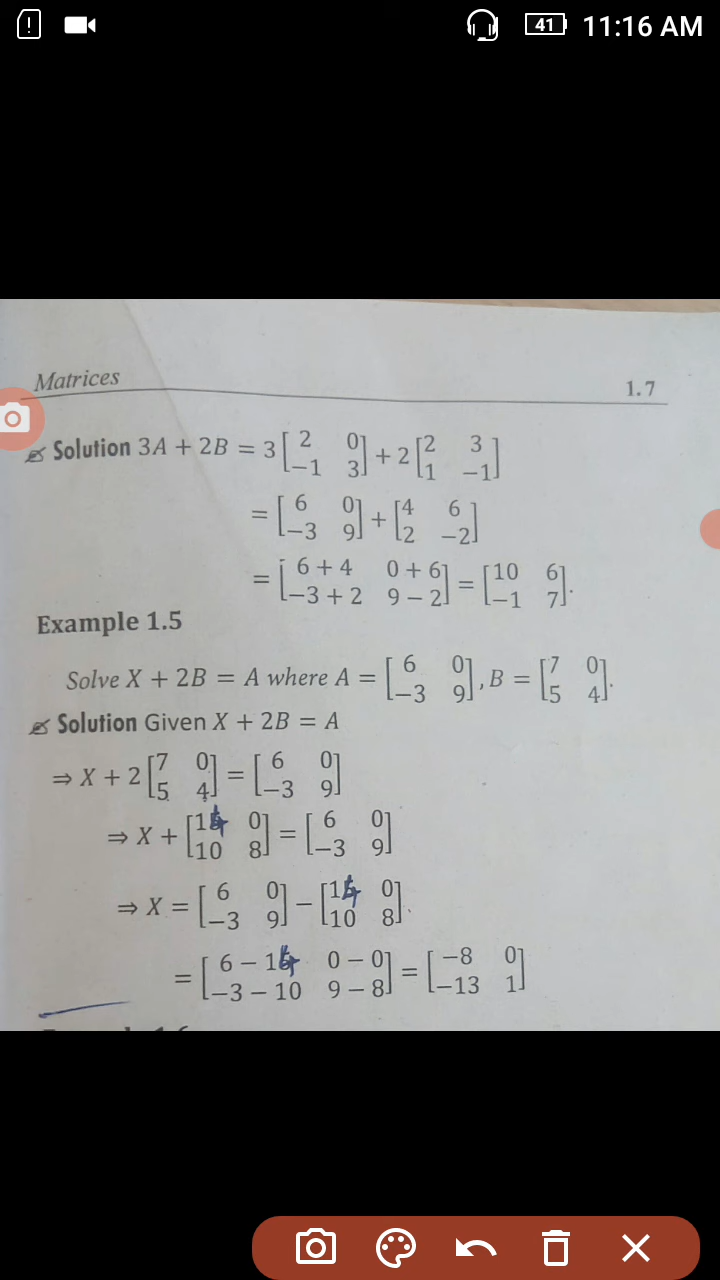 41 11:16 AM
Matrices 1.7
Solution 3A + 2B = 3 [2 0; −1 3] + 2 [2 3; 1 −1]
= [6 0; −3 9] + [4 6; 2 −2]
= [6 + 4 0 + 6; −3 + 2 9 − 2] = [10 6; −1 7].
Example 1.5
Solve X + 2B = A where A = [6 0; −3 9], B = [7 0; 5 4].
Solution Given X + 2B = A
⇒ X + 2 [7 0; 5 4] = [6 0; −3 9]
⇒ X + [14 0; 10 8] = [6 0; −3 9]
⇒ X = [6 0; −3 9] − [14 0; 10 8].
= [6 − 14 0 − 0; −3 − 10 9 − 8] = [−8 0; −13 1]